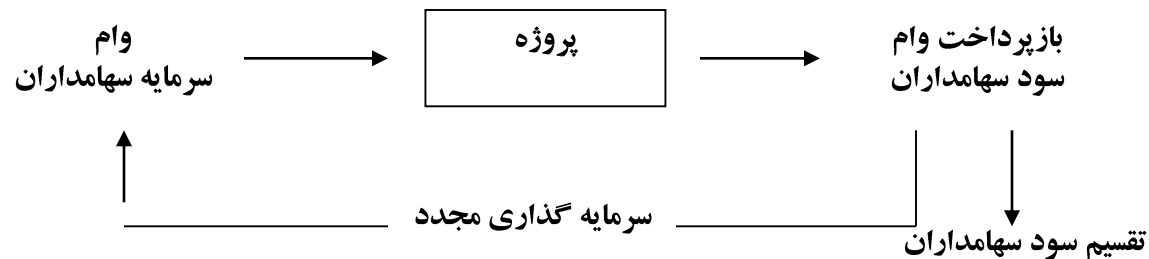 وام
سرمایه سهامداران
پروژه
بازپرداخت وام
سود سهامداران
سرمایه گذاری مجدد
تقسیم سود سهامداران